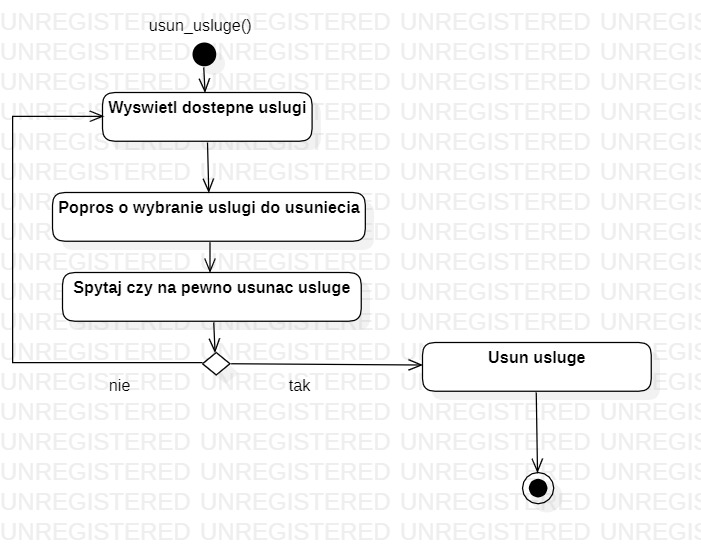 usun_usluge()
Wyswietl dostepne uslugi
Popros o wybranie uslugi do usuniecia
Spytaj czy na pewno usunac usluge
Usun usluge
nie
tak
UNREGISTERED UNREGISTERED UNREGISTERED UNREGIS